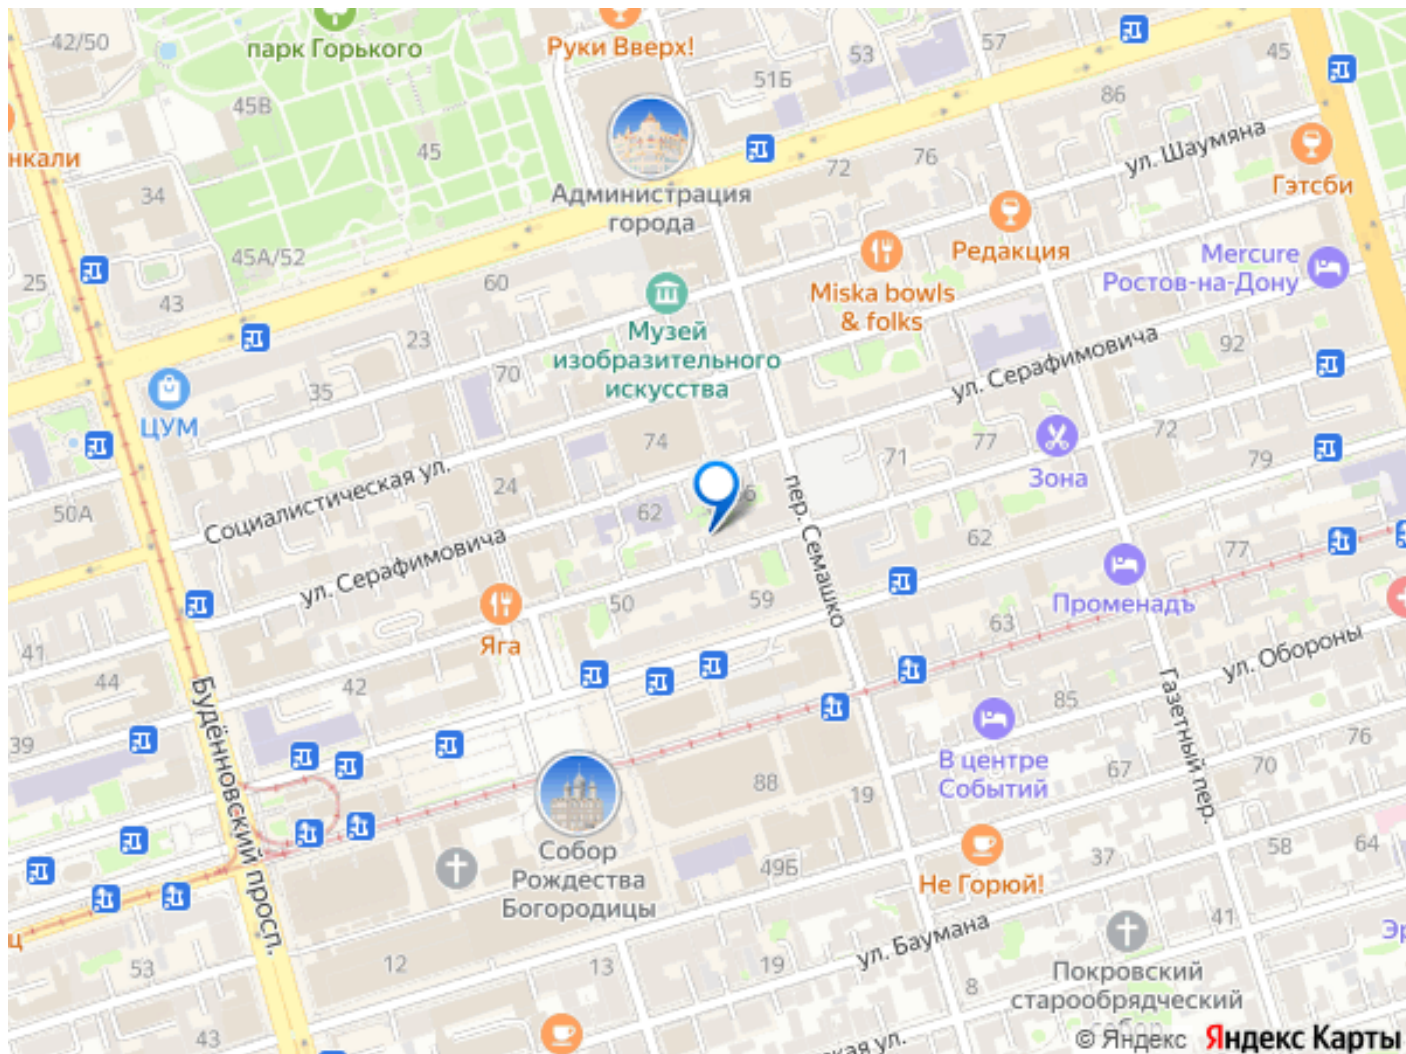 42/50
парк Горького
Руки Вверх!
53
57
45
51Б
86
45В
45
нкали
ул. Шаумяна
34
72
76
Гэтсби
Администрация
города
Редакция
45А/52
Mercure
Ростов-на-Дону
25
43
60
Miska bowls
& folks
Музей
изобразительного
искусства
23
92
ул. Серафимовича
35
70
ЦУМ
74
77
72
71
79
Зона
Социалистическая ул.
24
50А
62
пер. Семашко
62
77
ул. Серафимовича
Променадъ
50
59
63
Яга
41
44
42
ул. Обороны
85
Будённовский просп.
Газетный пер.
39
В центре
Событий
76
67
70
88
19
Собор
Рождества
Богородицы
49Б
37
58
64
Не Горюй!
41
ул. Баумана
ц
53
12
13
19
8
Покровский
старообрядческий
43
© Яндекс Яндекс Карты